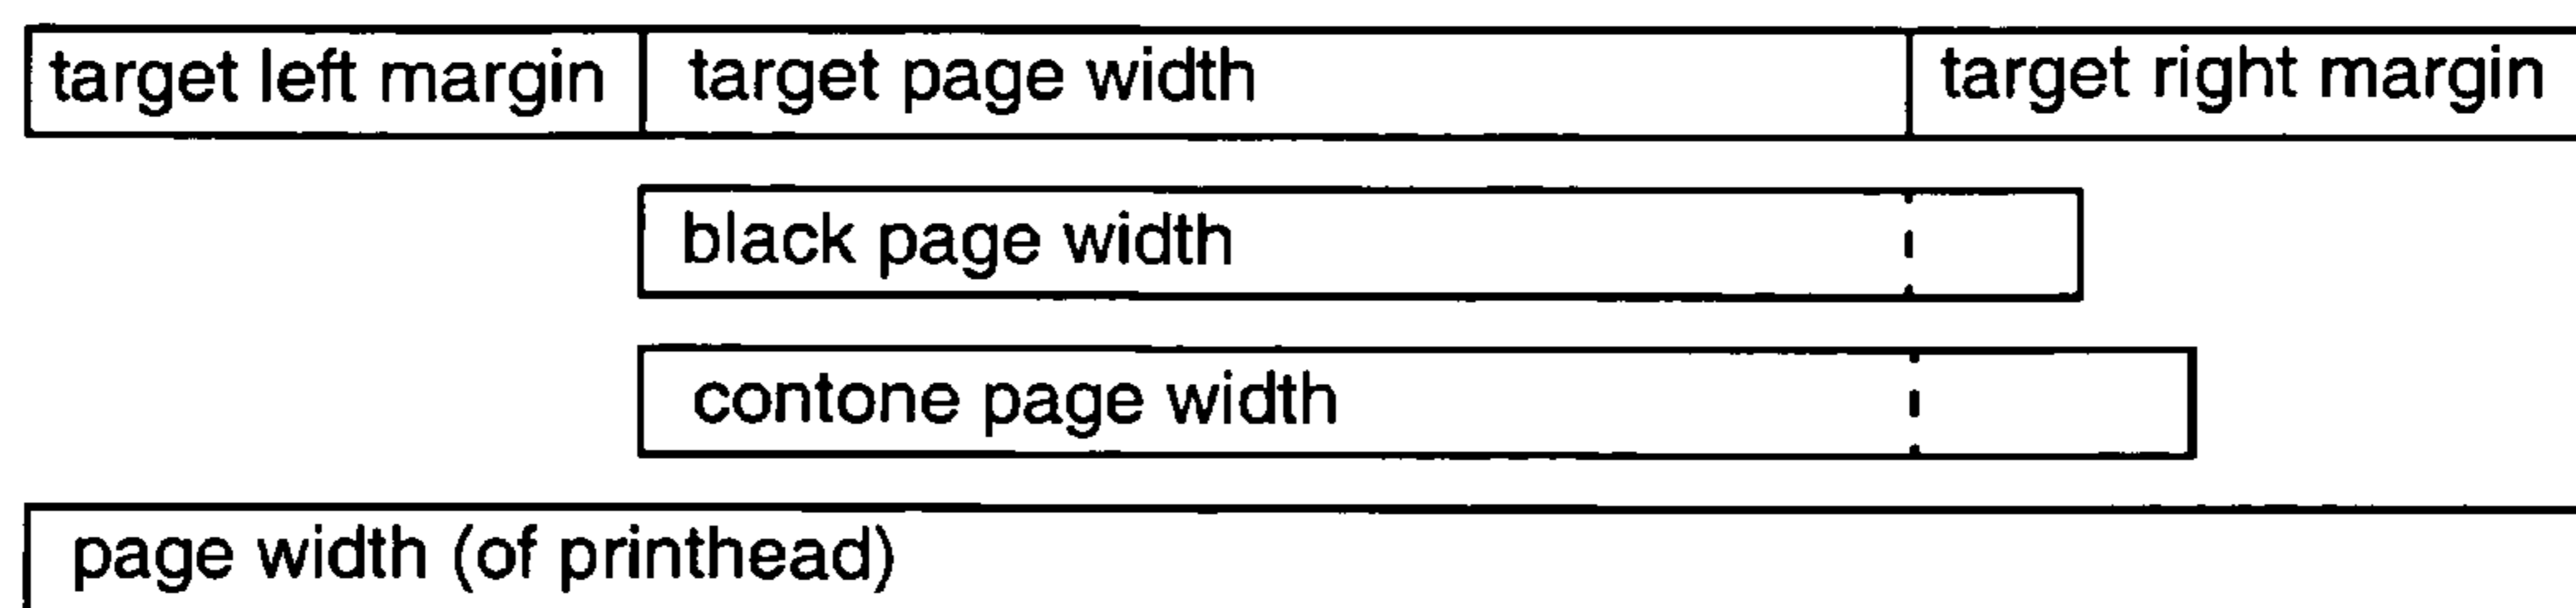 target left margin target page width target right margin
black page width
contone page width
page width (of printhead)